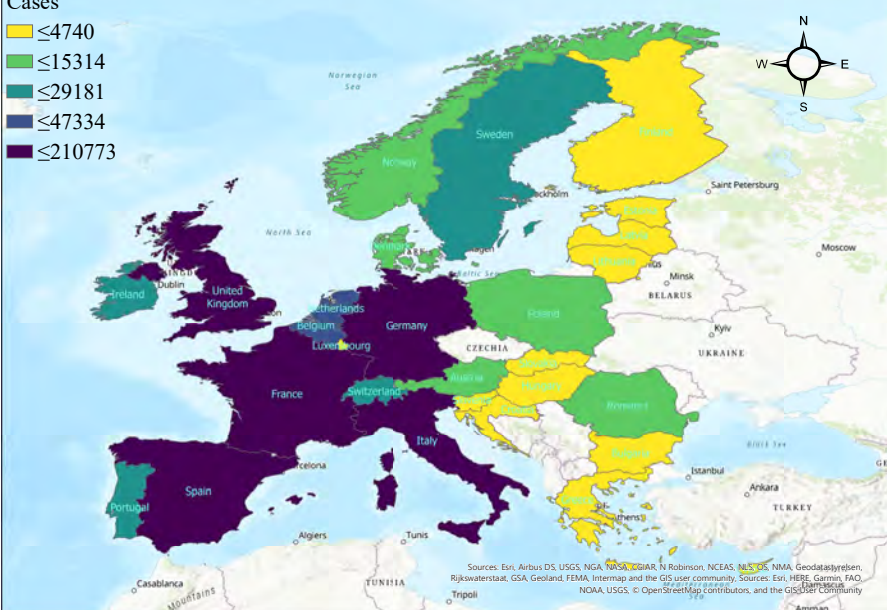 Cases
≤4740
≤15314
≤29181
≤47334
≤210773
N
W
E
S
Norwegian
Sea
Sweden
Finland
Norway
Saint Petersburg
North Sea
Moscow
Denmark
Baltic Sea
Minsk
BELARUS
Dublin
Ireland
United
Kingdom
Netherlands
Belgium
Germany
Poland
Luxembourg
CZECHIA
Kyiv
UKRAINE
Switzerland
Austria
Hungary
France
Romania
Italy
Bulgaria
Black Sea
Spain
Portugal
Istanbul
Ankara
TURKEY
Algiers
Tunis
Casablanca
TUNISIA
Tripoli
Mountains
Sources: Esri, Airbus DS, USGS, NGA, NASA, CGIAR, N Robinson, NCEAS, NLS, OS, NMA, Geodatastyrelsen,
Rijkswaterstaat, GSA, Geoland, FEMA, Intermap and the GIS user community, Sources: Esri, HERE, Garmin, FAO,
NOAA, USGS, © OpenStreetMap contributors, and the GIS User Community
Damascus
Amman